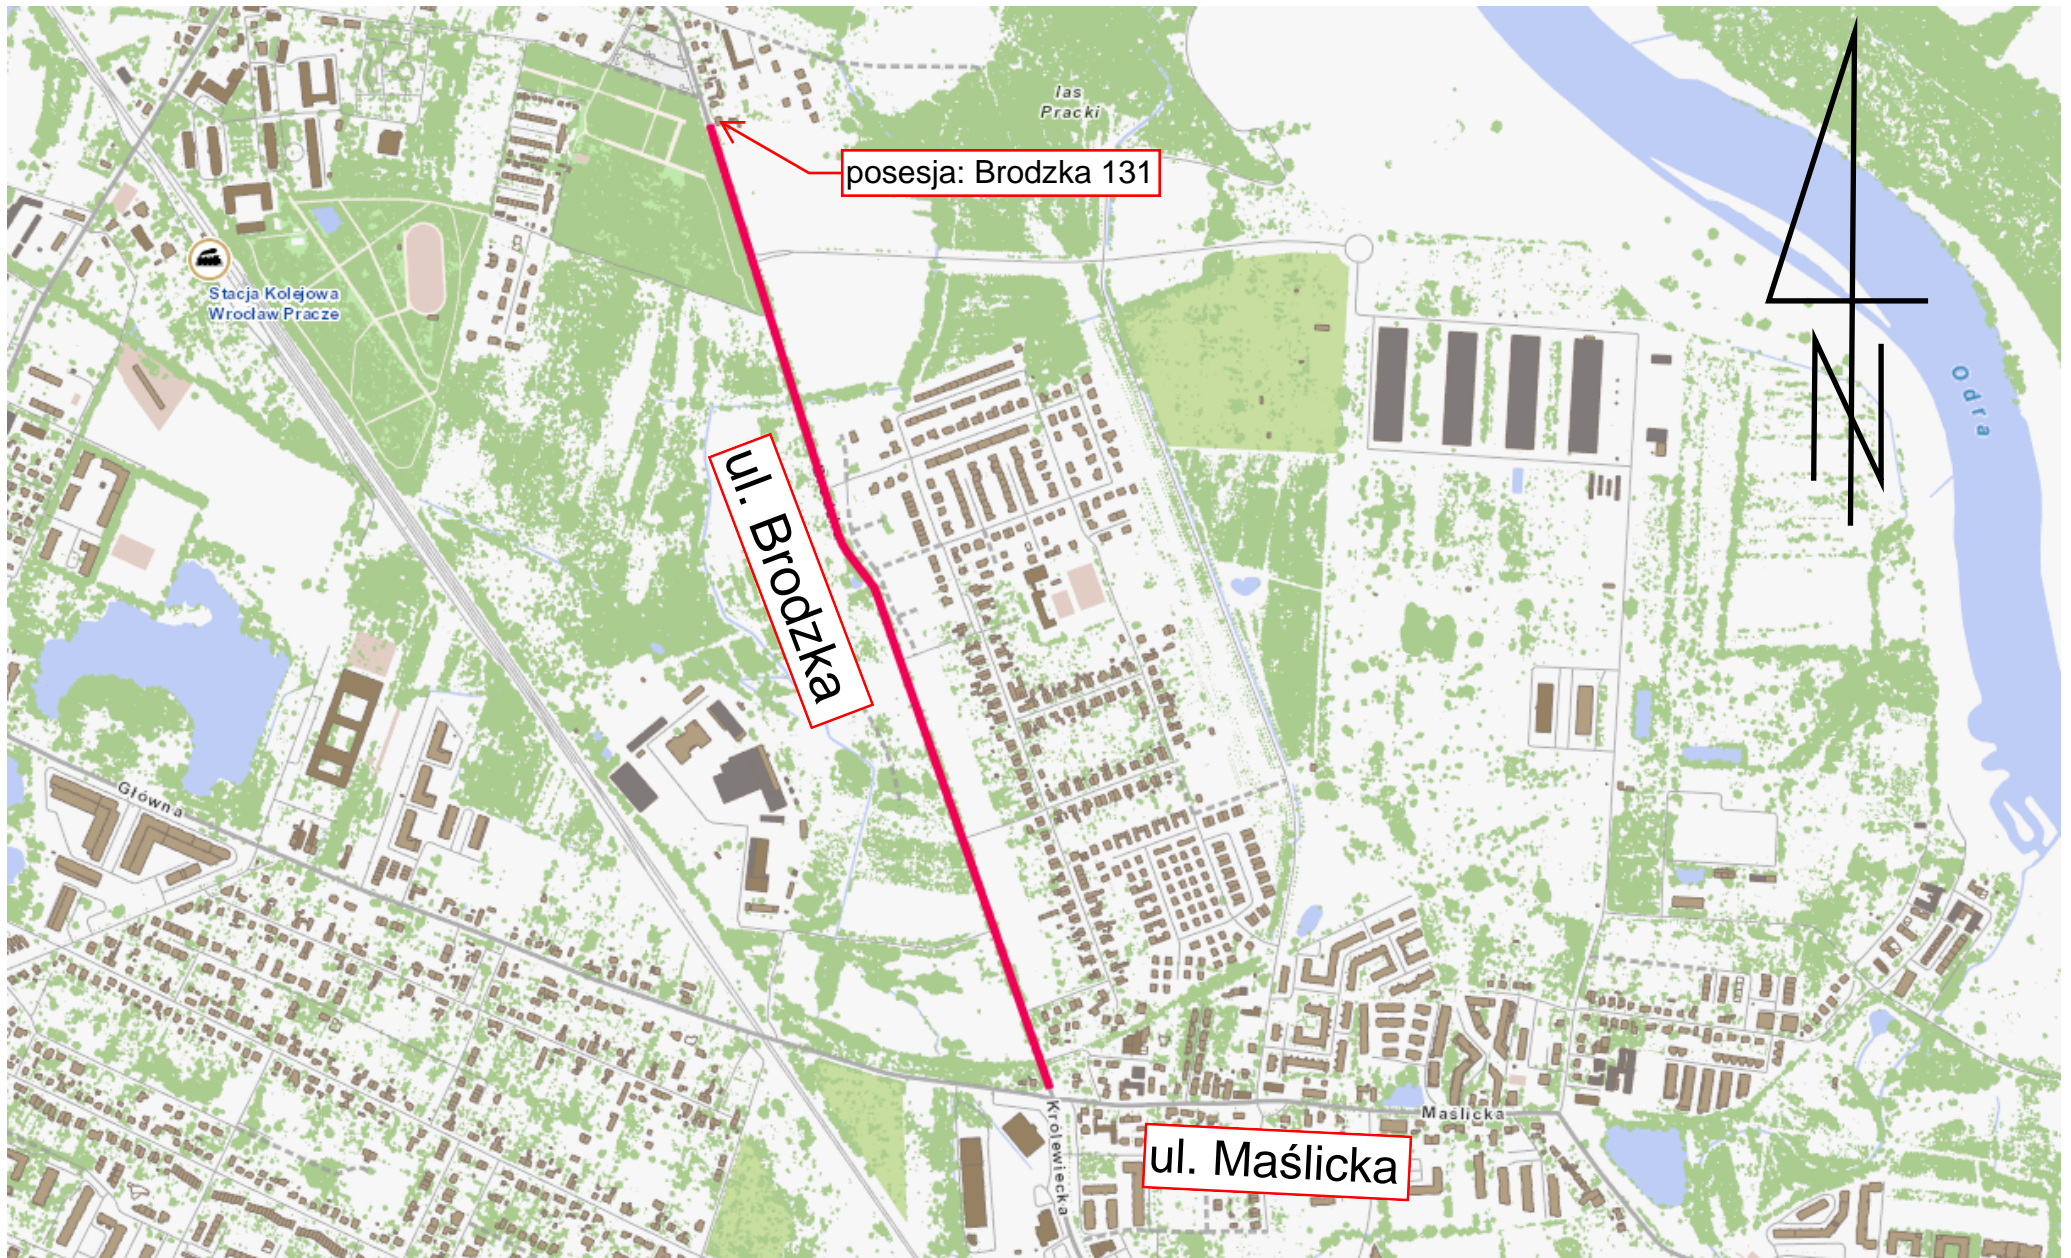 las
Pracki
posesja: Brodzka 131
Stacja Kolejowa
Wrocław Pracze
Odra
N
ul. Brodzka
Główna
Maślicka
Królewiecka
ul. Maślicka